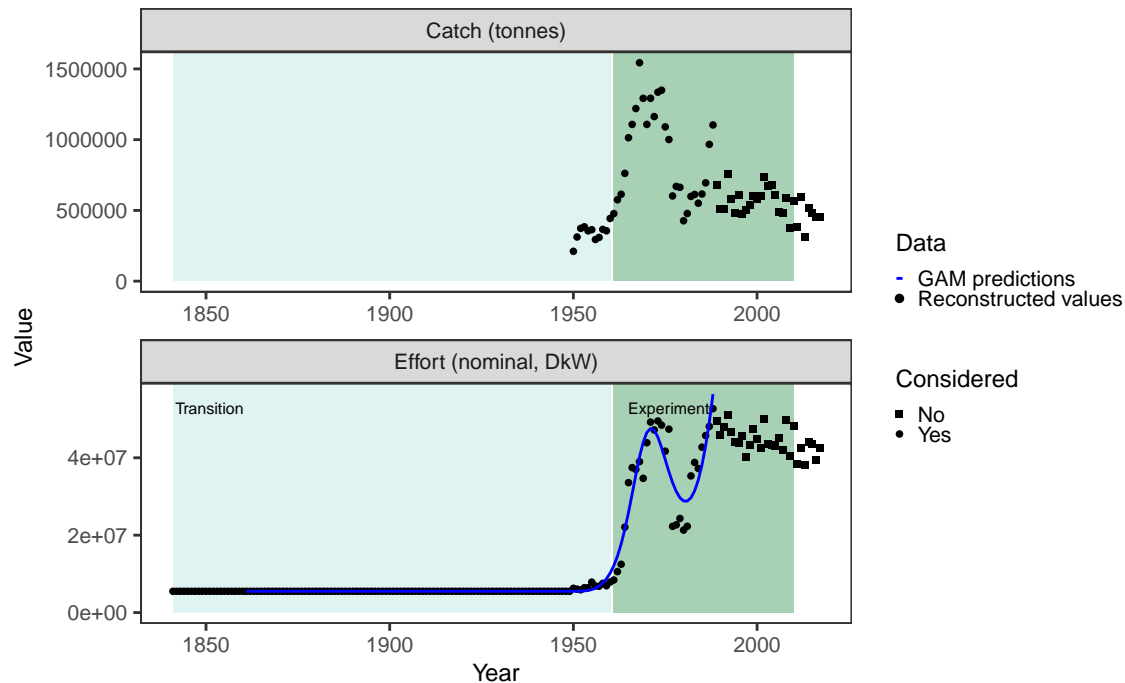 Catch (tonnes)
1500000
1000000
500000
0
1850
1900
1950
2000
Effort (nominal, DkW)
Transition
Experiment
4e+07
2e+07
0e+00
1850
1900
1950
2000
Year
Value
Data
GAM predictions
Reconstructed values
Considered
No
Yes